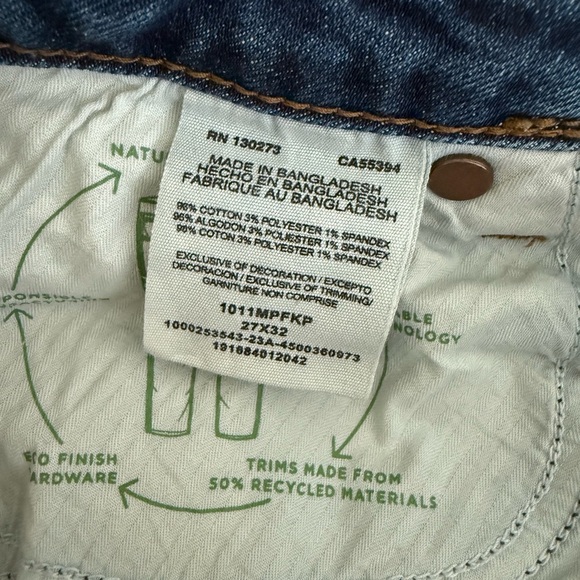 RN 130273 CA55394
MADE IN BANGLADESH
HECHO EN BANGLADESH
FABRIQUE AU BANGLADESH
96% COTTON 3% POLYESTER 1% SPANDEX
96% ALGODON 3% POLYESTER 1% SPANDEX
96% COTON 3% POLYESTER 1% SPANDEX
EXCLUSIVE OF DECORATION / EXCEPTO
DECORACION / EXCLUSIVE OF TRIMMING/
GARNITURE NON COMPRISE
1011MPFKP
27X32
1000253543-23A-4500360973
191684012042
NATU
ABLE
NOLOGY
TRIMS MADE FROM
50% RECYCLED MATERIALS
FINISH
ARDWARE